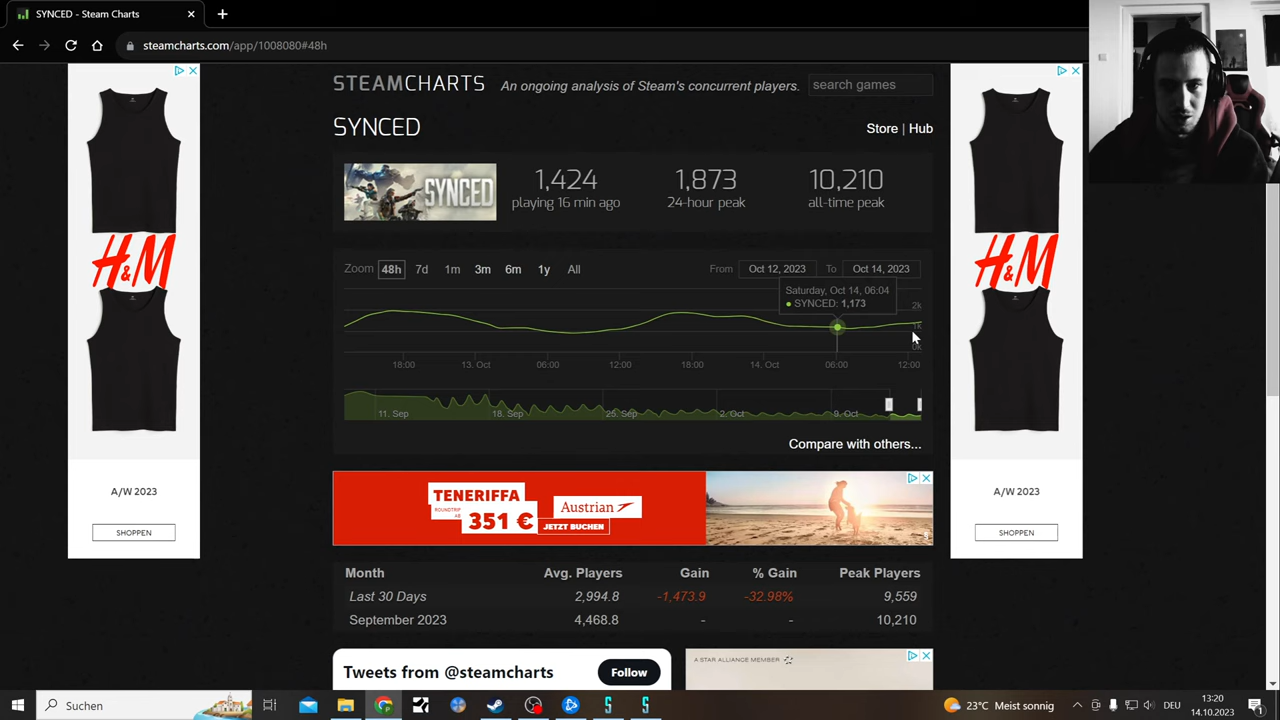 SYNCED - Steam Charts
steamcharts.com/app/1008080#48h
STEAMCHARTS
An ongoing analysis of Steam's concurrent players.
search games
SYNCED
Store | Hub
SYNCED
1,424
playing 16 min ago
1,873
24-hour peak
10,210
all-time peak
Zoom 48h 7d 1m 3m 6m 1y All
From Oct 12, 2023 To Oct 14, 2023
Saturday, Oct 14, 06:04
SYNCED: 1,173
2k
1k
0k
18:00 13. Oct 06:00 12:00 18:00 14. Oct 06:00 12:00
11. Sep 18. Sep 25. Sep 2. Oct 9. Oct
Compare with others...
H&M
A/W 2023
SHOPPEN
H&M
A/W 2023
SHOPPEN
TENERIFFA
351 €
Austrian
JETZT BUCHEN
Month Avg. Players Gain % Gain Peak Players
Last 30 Days 2,994.8 -1,473.9 -32.98% 9,559
September 2023 4,468.8 - - 10,210
Tweets from @steamcharts
Follow
A STAR ALLIANCE MEMBER
Suchen
23°C Meist sonnig
DEU
13:20
14.10.2023